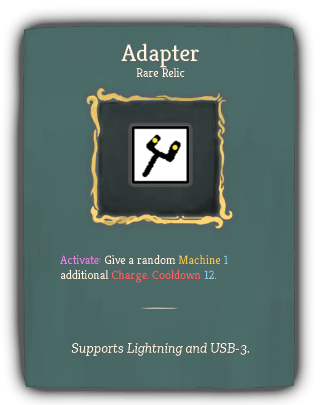 Adapter
Rare Relic
Activate: Give a random Machine 1
additional Charge. Cooldown 12.
Supports Lightning and USB-3.